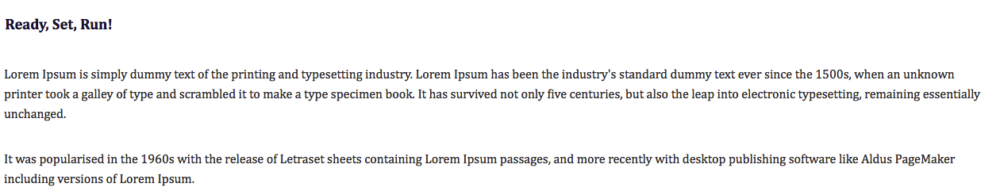 Ready, Set, Run!
Lorem Ipsum is simply dummy text of the printing and typesetting industry. Lorem Ipsum has been the industry's standard dummy text ever since the 1500s, when an unknown
printer took a galley of type and scrambled it to make a type specimen book. It has survived not only five centuries, but also the leap into electronic typesetting, remaining essentially
unchanged.
It was popularised in the 1960s with the release of Letraset sheets containing Lorem Ipsum passages, and more recently with desktop publishing software like Aldus PageMaker
including versions of Lorem Ipsum.